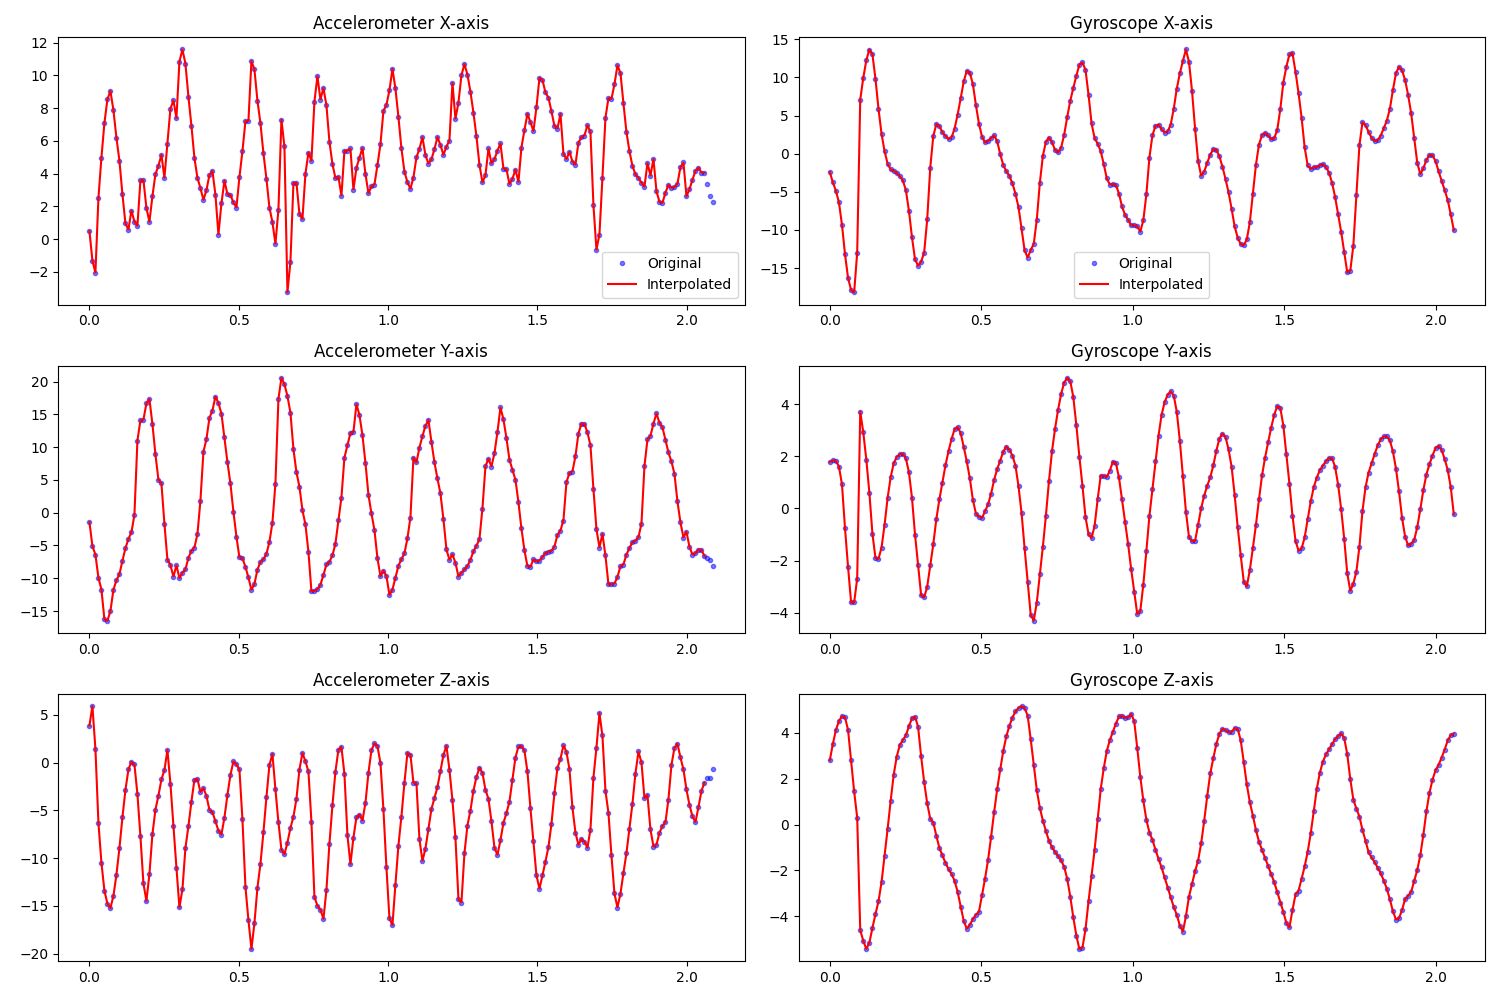 Accelerometer X-axis
12
10
8
6
4
2
0
−2
Original
Interpolated
0.0 0.5 1.0 1.5 2.0
Gyroscope X-axis
15
10
5
0
−5
−10
−15
Original
Interpolated
0.0 0.5 1.0 1.5 2.0
Accelerometer Y-axis
20
15
10
5
0
−5
−10
−15
0.0 0.5 1.0 1.5 2.0
Gyroscope Y-axis
4
2
0
−2
−4
0.0 0.5 1.0 1.5 2.0
Accelerometer Z-axis
5
0
−5
−10
−15
−20
0.0 0.5 1.0 1.5 2.0
Gyroscope Z-axis
4
2
0
−2
−4
0.0 0.5 1.0 1.5 2.0